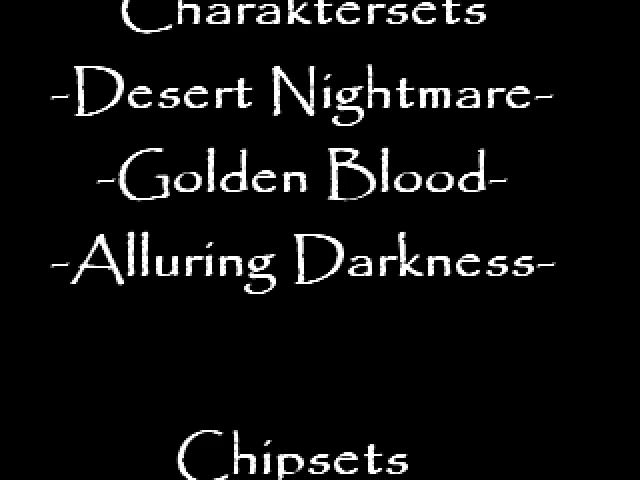 Charaktersets
-Desert Nightmare-
-Golden Blood-
-Alluring Darkness-
Chipsets